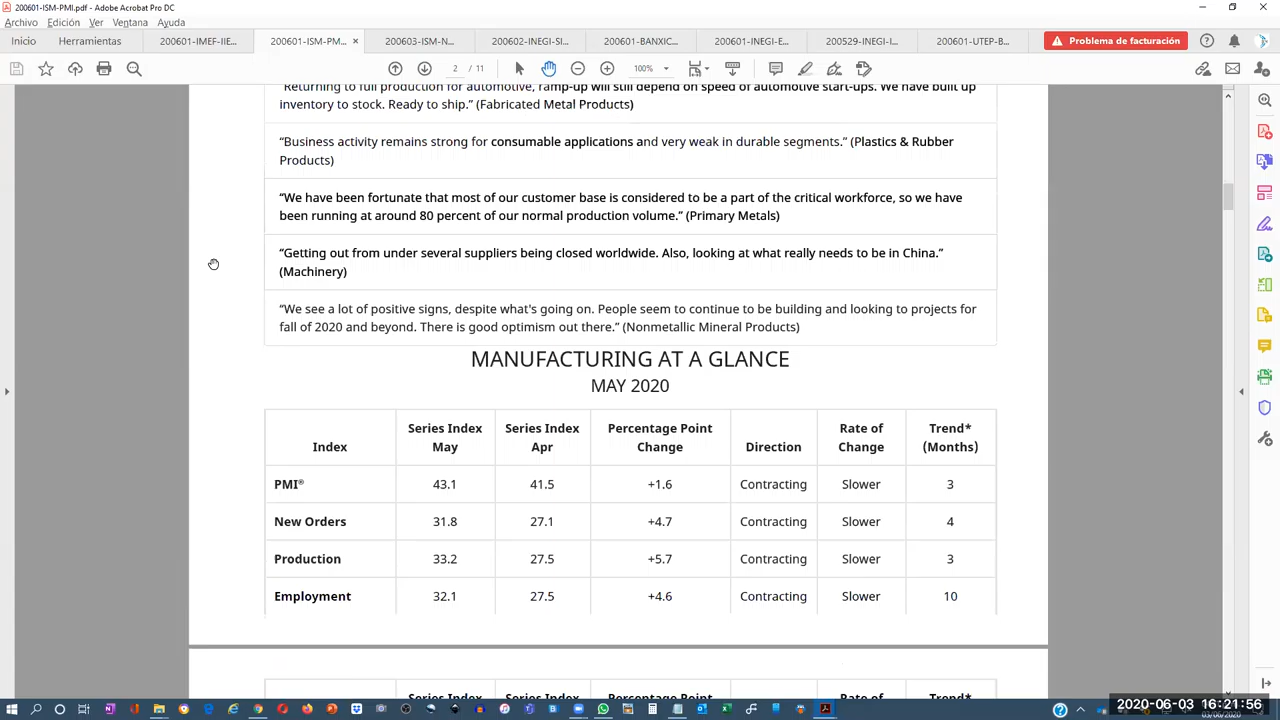 200601-ISM-PMI.pdf - Adobe Acrobat Pro DC
Archivo Edición Ver Ventana Ayuda
Inicio Herramientas 200601-IMEF-IIE... 200601-ISM-PM... × 200603-ISM-N... 200602-INEGI-SI... 200601-BANXIC... 200601-INEGI-E... 200529-INEGI-I... 200601-UTEP-B... Problema de facturación
2 / 11 100%
"Returning to full production for automotive, ramp-up will still depend on speed of automotive start-ups. We have built up
inventory to stock. Ready to ship." (Fabricated Metal Products)
"Business activity remains strong for consumable applications and very weak in durable segments." (Plastics & Rubber
Products)
"We have been fortunate that most of our customer base is considered to be a part of the critical workforce, so we have
been running at around 80 percent of our normal production volume." (Primary Metals)
"Getting out from under several suppliers being closed worldwide. Also, looking at what really needs to be in China."
(Machinery)
"We see a lot of positive signs, despite what's going on. People seem to continue to be building and looking to projects for
fall of 2020 and beyond. There is good optimism out there." (Nonmetallic Mineral Products)
MANUFACTURING AT A GLANCE
MAY 2020
Index Series Index May Series Index Apr Percentage Point Change Direction Rate of Change Trend* (Months)
PMI® 43.1 41.5 +1.6 Contracting Slower 3
New Orders 31.8 27.1 +4.7 Contracting Slower 4
Production 33.2 27.5 +5.7 Contracting Slower 3
Employment 32.1 27.5 +4.6 Contracting Slower 10
Series Index Series Index Percentage Point Rate of Trend*
2020-06-03 16:21:56
03/06/2020